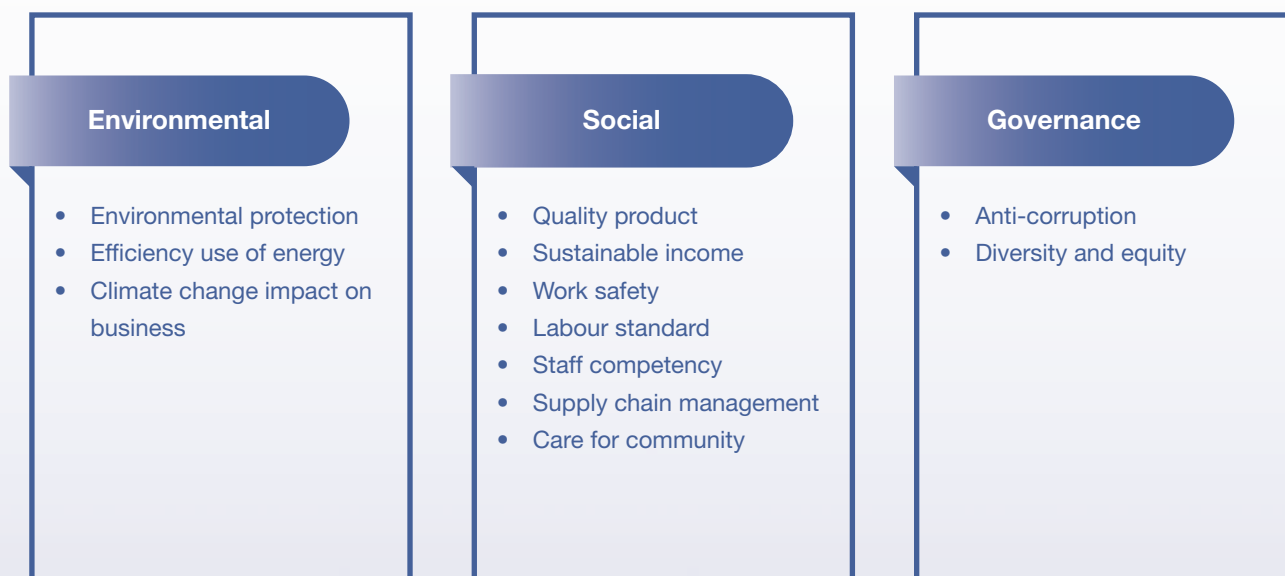 Environmental
• Environmental protection
• Efficiency use of energy
• Climate change impact on
business
Social
• Quality product
• Sustainable income
• Work safety
• Labour standard
• Staff competency
• Supply chain management
• Care for community
Governance
• Anti-corruption
• Diversity and equity